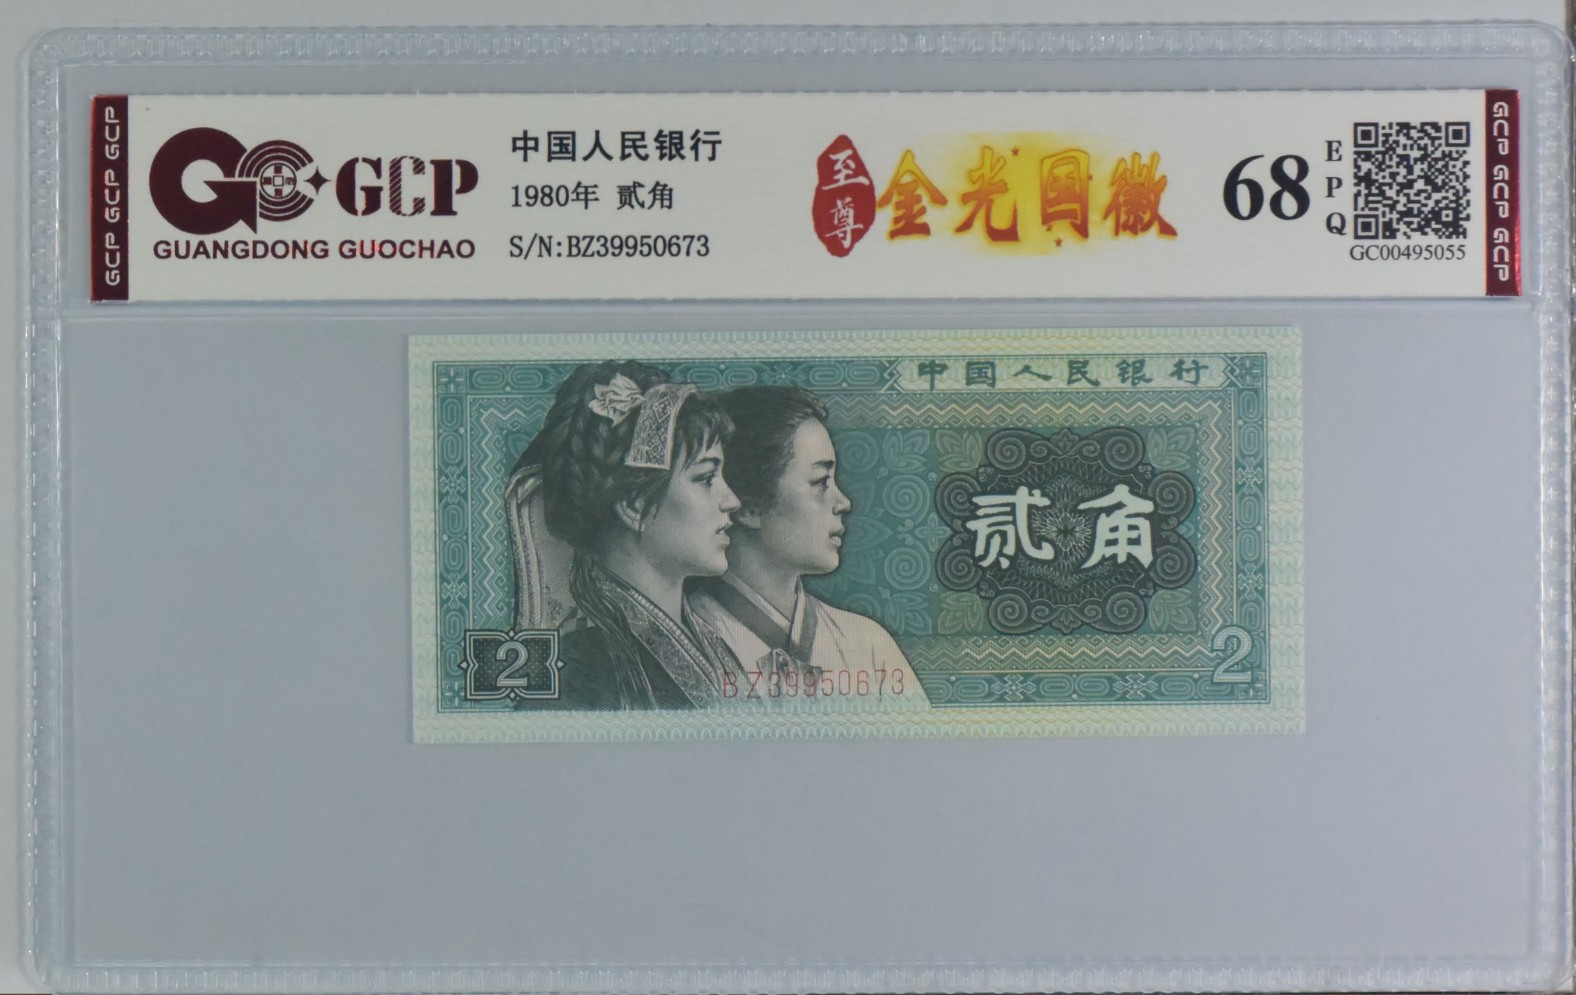 GCP GCP GCP
GCP
GUANGDONG GUOCHAO
中国人民银行
1980年 贰角
S/N:BZ39950673
至尊
金光国徽
68
EPQ
GC00495055
GCP GCP GCP
中国人民银行
贰角
2
2
BZ39950673